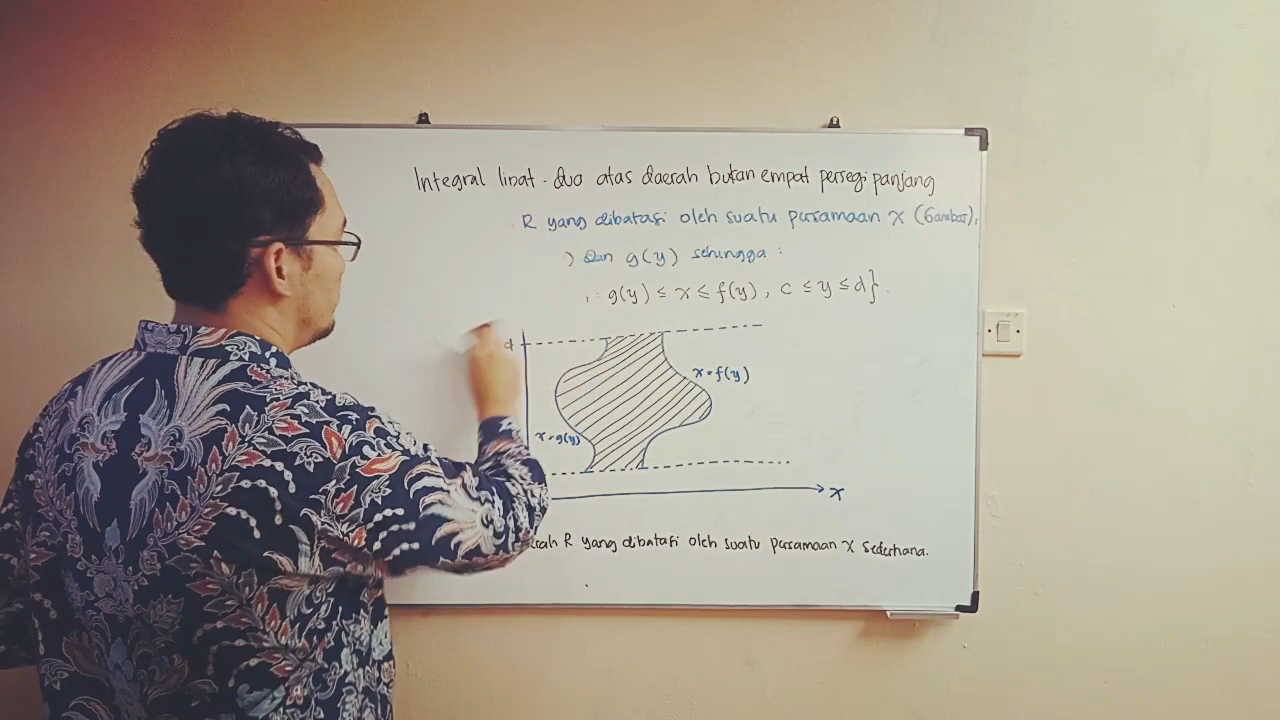 Integral lipat-dua atas daerah bukan empat persegi panjang
R yang dibatasi oleh suatu persamaan x (Gambar),
) dan g(y) sehingga :
: g(y) ≤ x ≤ f(y), c ≤ y ≤ d}.
d
x = f(y)
x = g(y)
x
erah R yang dibatasi oleh suatu persamaan x sederhana.